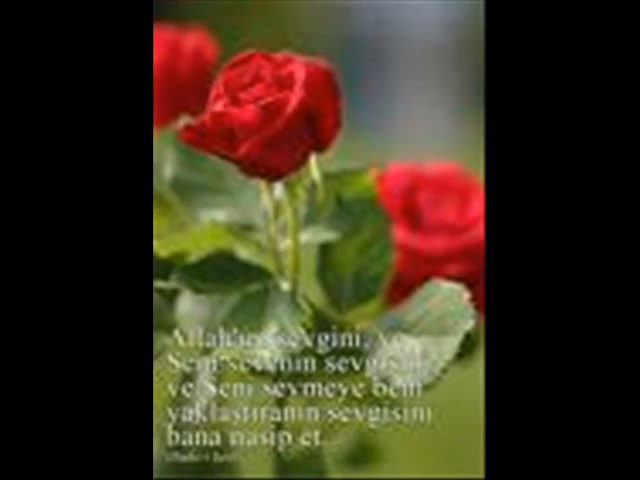 Allah'ım sevgini, ve
Seni sevenin sevgisini
ve Seni sevmeye beni
yaklaştıranın sevgisini
bana nasip et.